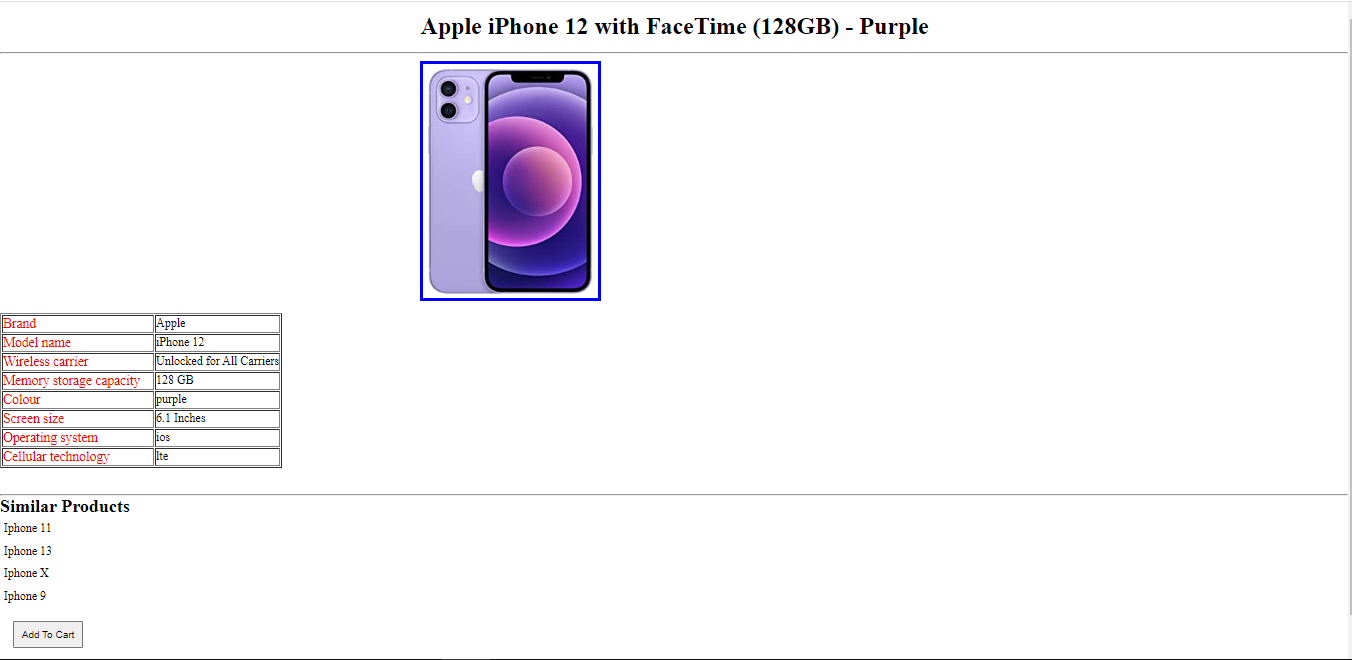 Apple iPhone 12 with FaceTime (128GB) - Purple
Brand Apple
Model name iPhone 12
Wireless carrier Unlocked for All Carriers
Memory storage capacity 128 GB
Colour purple
Screen size 6.1 Inches
Operating system ios
Cellular technology lte
Similar Products
Iphone 11
Iphone 13
Iphone X
Iphone 9
Add To Cart